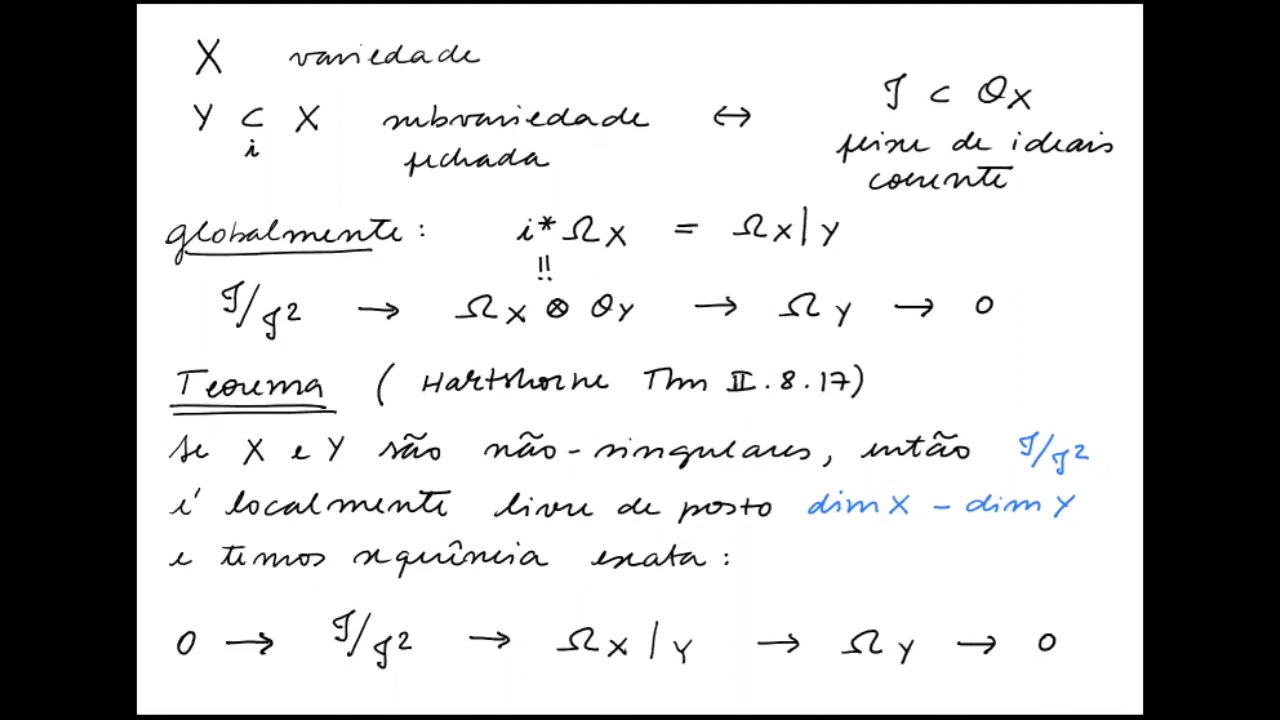 X variedade
Y ⊂ X subvariedade ↔ 𝓘 ⊂ 𝒪X
i fechada feixe de ideais
coerente
globalmente: i*ΩX = ΩX|Y
!!
𝓘/𝓘² → ΩX ⊗ 𝒪Y → ΩY → 0
Teorema (Hartshorne Thm II.8.17)
Se X e Y são não-singulares, então 𝓘/𝓘²
é localmente livre de posto dim X - dim Y
e temos sequência exata:
0 → 𝓘/𝓘² → ΩX|Y → ΩY → 0